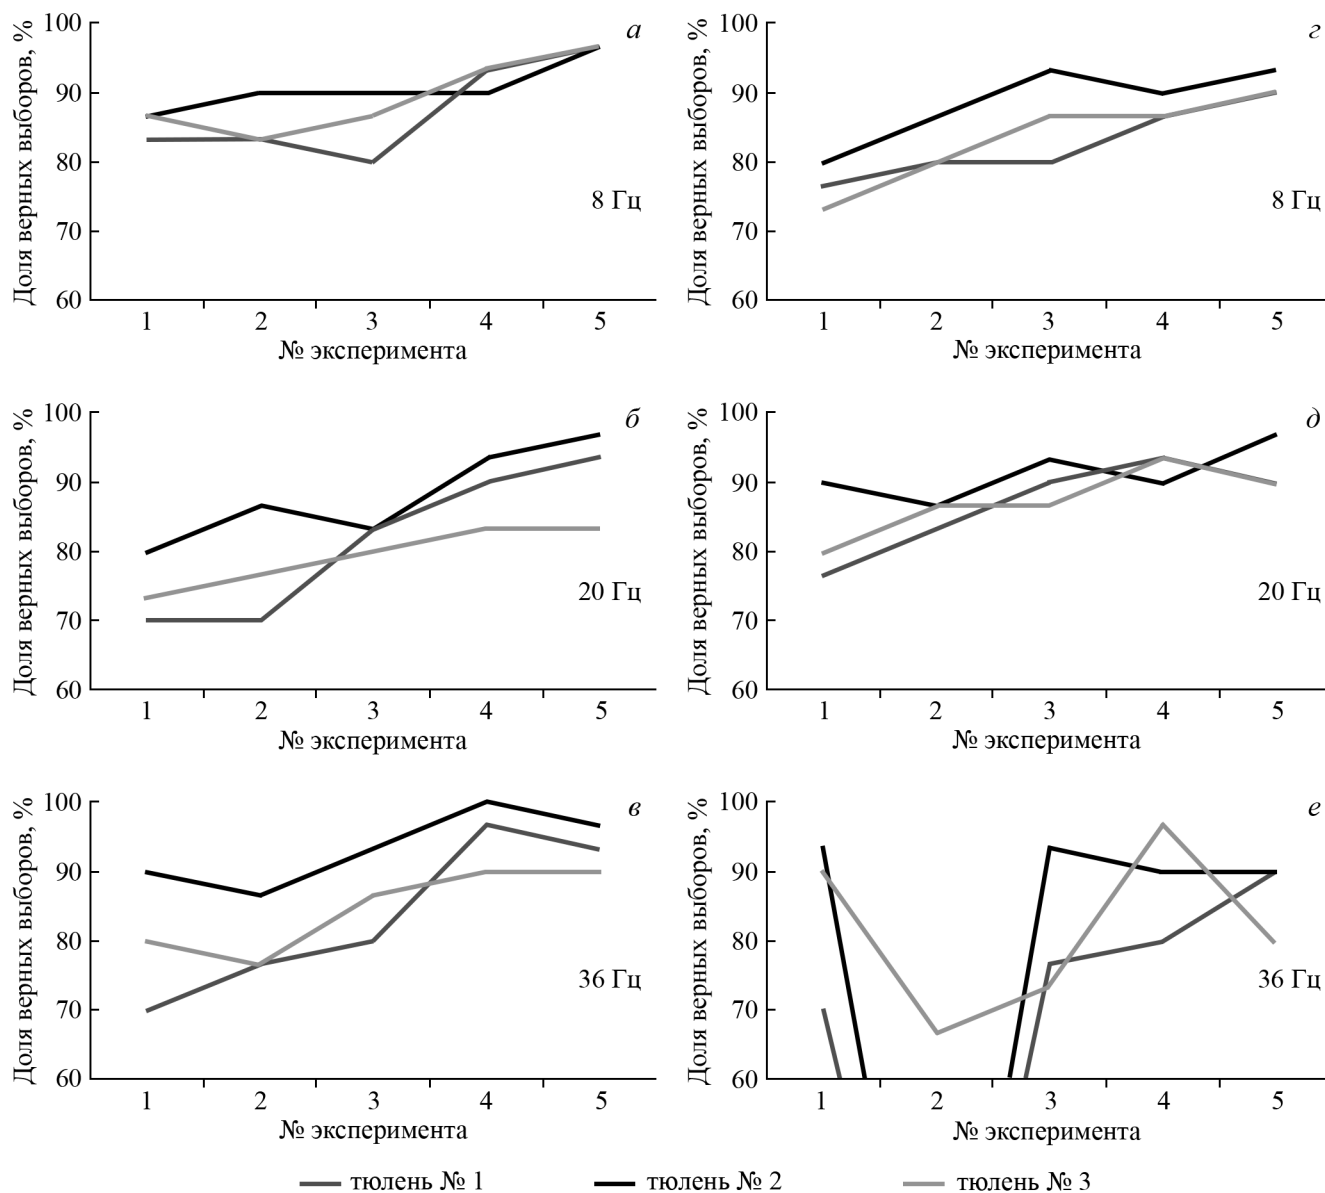 Доля верных выборов, %
100
90
80
70
60
а
8 Гц
1 2 3 4 5
№ эксперимента
Доля верных выборов, %
100
90
80
70
60
г
8 Гц
1 2 3 4 5
№ эксперимента
Доля верных выборов, %
100
90
80
70
60
б
20 Гц
1 2 3 4 5
№ эксперимента
Доля верных выборов, %
100
90
80
70
60
д
20 Гц
1 2 3 4 5
№ эксперимента
Доля верных выборов, %
100
90
80
70
60
в
36 Гц
1 2 3 4 5
№ эксперимента
Доля верных выборов, %
100
90
80
70
60
е
36 Гц
1 2 3 4 5
№ эксперимента
тюлень № 1 тюлень № 2 тюлень № 3